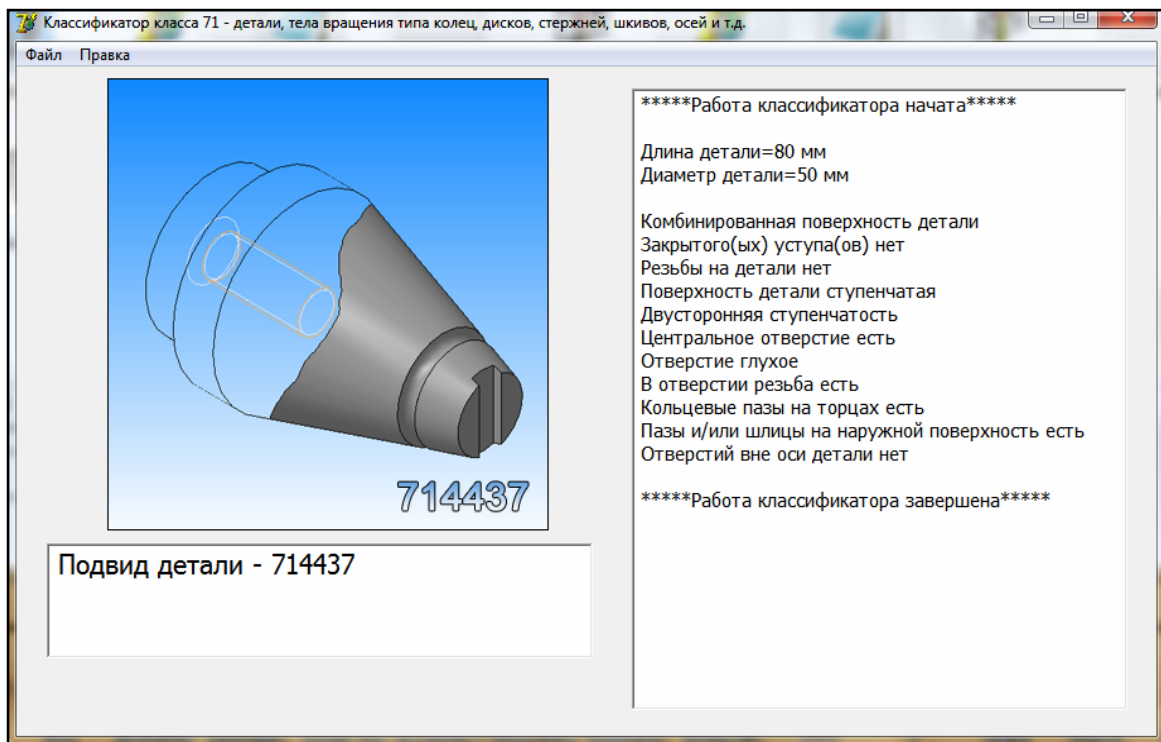 Классификатор класса 71 - детали, тела вращения типа колец, дисков, стержней, шкивов, осей и т.д.
Файл Правка
714437
Подвид детали - 714437
*****Работа классификатора начата*****
Длина детали=80 мм
Диаметр детали=50 мм
Комбинированная поверхность детали
Закрытого(ых) уступа(ов) нет
Резьбы на детали нет
Поверхность детали ступенчатая
Двусторонняя ступенчатость
Центральное отверстие есть
Отверстие глухое
В отверстии резьба есть
Кольцевые пазы на торцах есть
Пазы и/или шлицы на наружной поверхность есть
Отверстий вне оси детали нет
*****Работа классификатора завершена*****